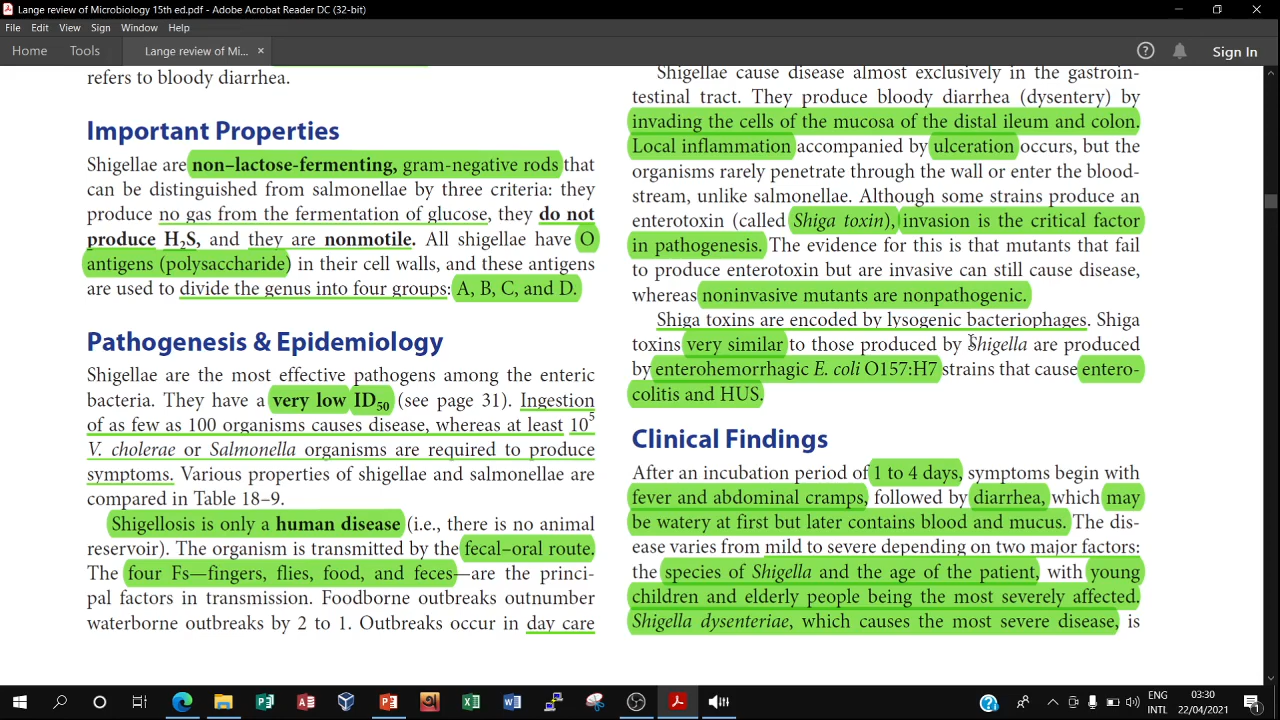 Lange review of Microbiology 15th ed.pdf - Adobe Acrobat Reader DC (32-bit)
File Edit View Sign Window Help
Home Tools Lange review of Mi... × Sign In
refers to bloody diarrhea.
Important Properties
Shigellae are non–lactose-fermenting, gram-negative rods that
can be distinguished from salmonellae by three criteria: they
produce no gas from the fermentation of glucose, they do not
produce H₂S, and they are nonmotile. All shigellae have O
antigens (polysaccharide) in their cell walls, and these antigens
are used to divide the genus into four groups: A, B, C, and D.
Pathogenesis & Epidemiology
Shigellae are the most effective pathogens among the enteric
bacteria. They have a very low ID₅₀ (see page 31). Ingestion
of as few as 100 organisms causes disease, whereas at least 10⁵
V. cholerae or Salmonella organisms are required to produce
symptoms. Various properties of shigellae and salmonellae are
compared in Table 18–9.
Shigellosis is only a human disease (i.e., there is no animal
reservoir). The organism is transmitted by the fecal–oral route.
The four Fs—fingers, flies, food, and feces—are the princi-
pal factors in transmission. Foodborne outbreaks outnumber
waterborne outbreaks by 2 to 1. Outbreaks occur in day care
Shigellae cause disease almost exclusively in the gastroin-
testinal tract. They produce bloody diarrhea (dysentery) by
invading the cells of the mucosa of the distal ileum and colon.
Local inflammation accompanied by ulceration occurs, but the
organisms rarely penetrate through the wall or enter the blood-
stream, unlike salmonellae. Although some strains produce an
enterotoxin (called Shiga toxin), invasion is the critical factor
in pathogenesis. The evidence for this is that mutants that fail
to produce enterotoxin but are invasive can still cause disease,
whereas noninvasive mutants are nonpathogenic.
Shiga toxins are encoded by lysogenic bacteriophages. Shiga
toxins very similar to those produced by Shigella are produced
by enterohemorrhagic E. coli O157:H7 strains that cause entero-
colitis and HUS.
Clinical Findings
After an incubation period of 1 to 4 days, symptoms begin with
fever and abdominal cramps, followed by diarrhea, which may
be watery at first but later contains blood and mucus. The dis-
ease varies from mild to severe depending on two major factors:
the species of Shigella and the age of the patient, with young
children and elderly people being the most severely affected.
Shigella dysenteriae, which causes the most severe disease, is
ENG
INTL
03:30
22/04/2021